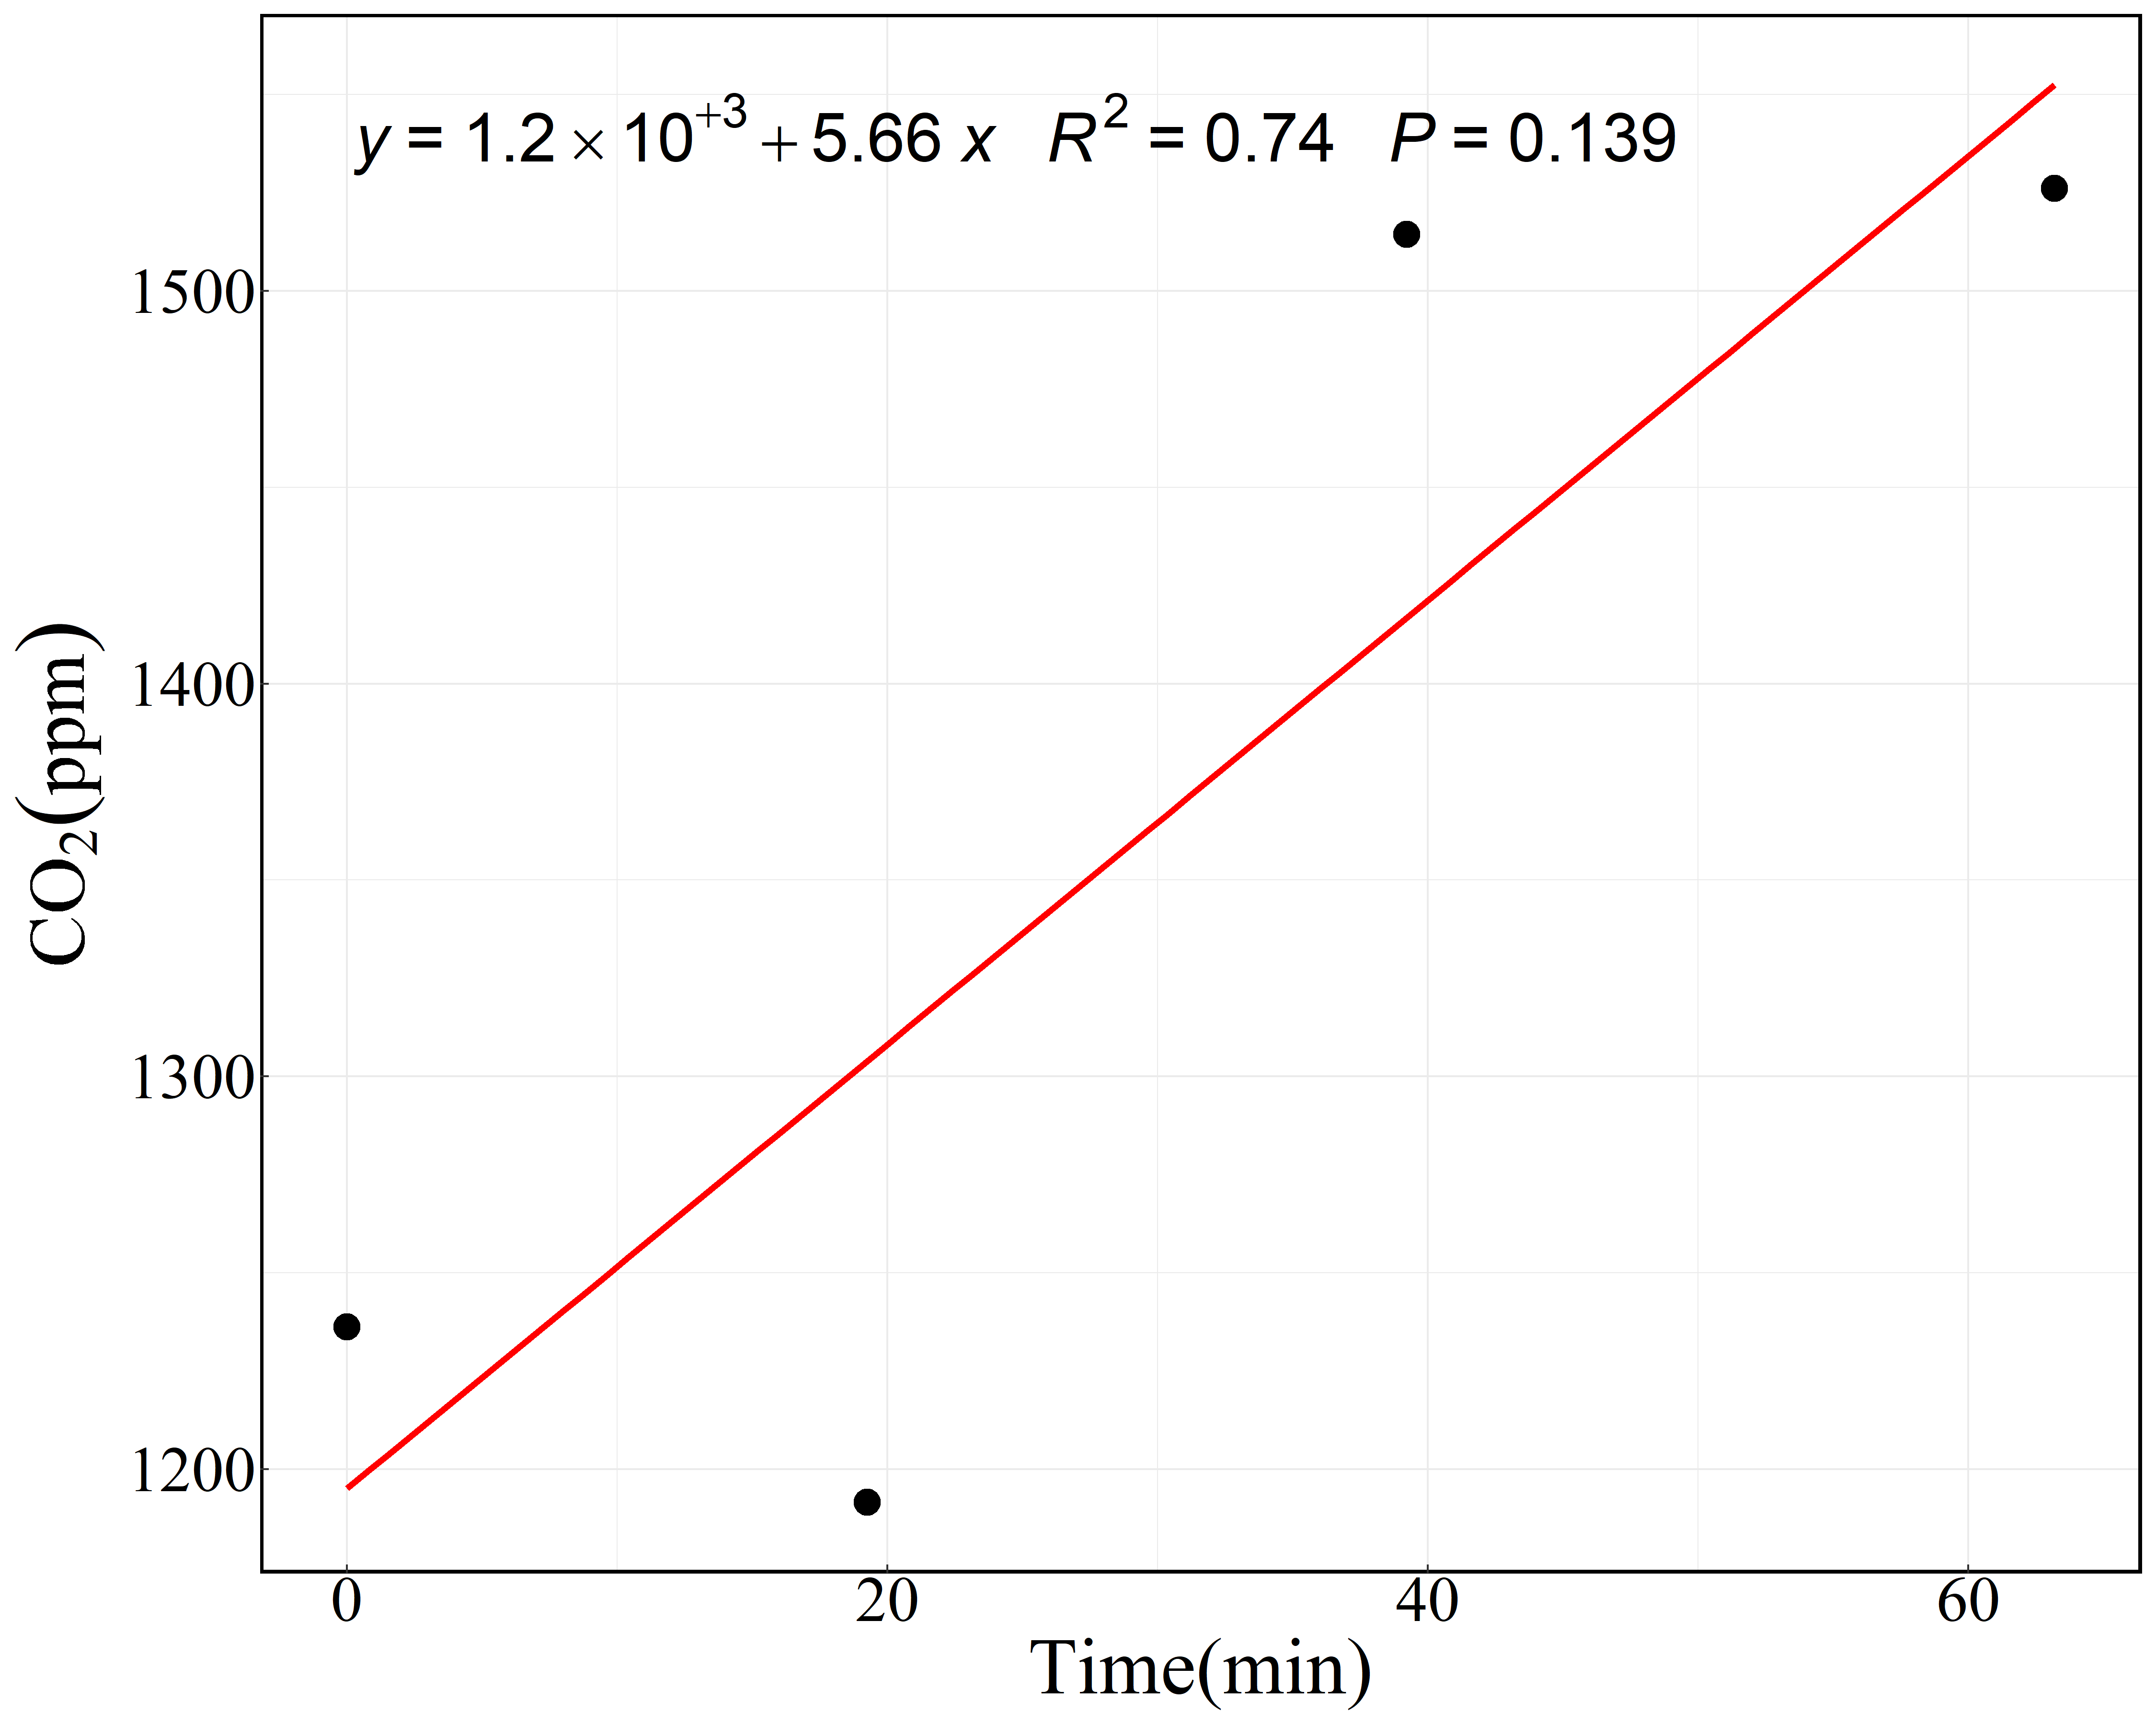 y = 1.2 × 10⁺³ + 5.66 x R² = 0.74 P = 0.139
1500
1400
1300
1200
CO₂(ppm)
0 20 40 60
Time(min)